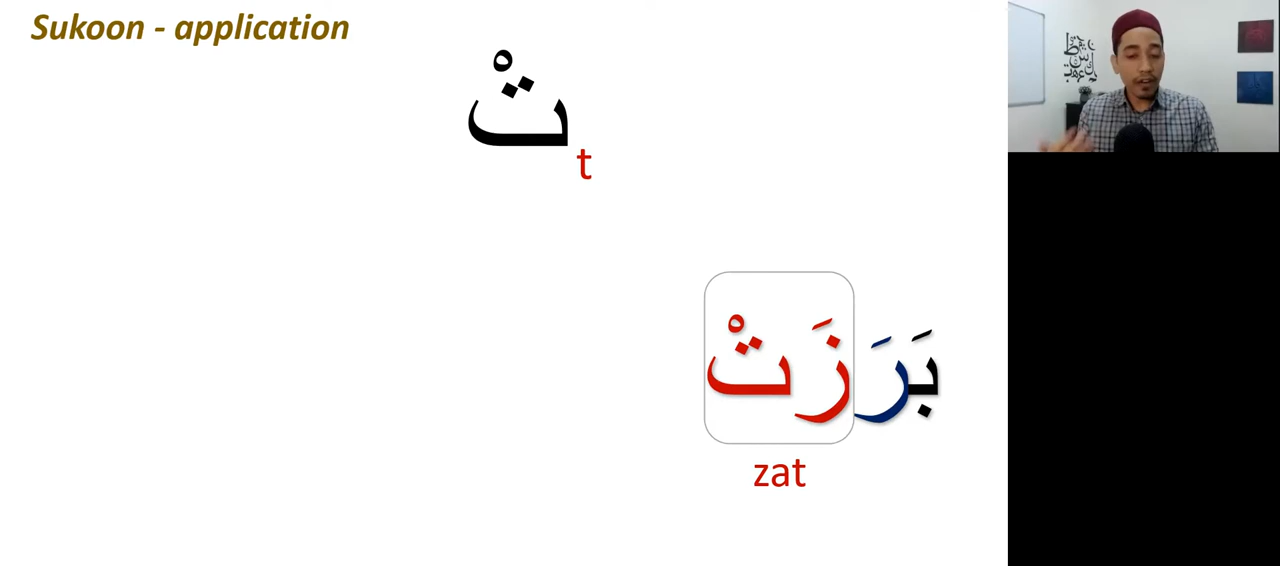 Sukoon - application
تْ
t
بَرَزَتْ
zat